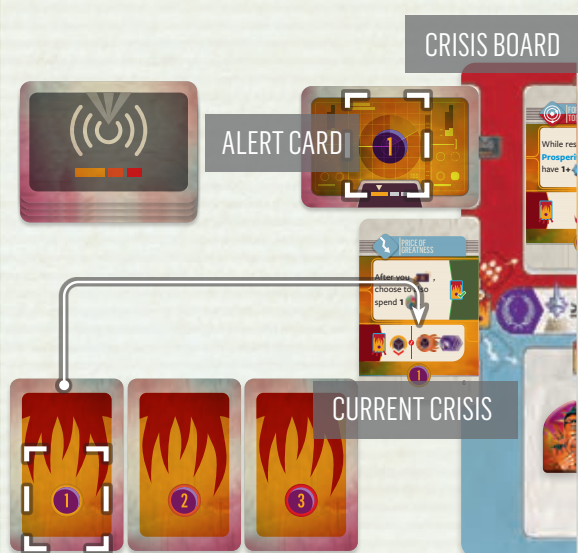 CRISIS BOARD
ALERT CARD
1
While res
Prosperi
have 1+
PRICE OF
GREATNESS
After you
choose to also
spend 1
1
CURRENT CRISIS
1
2
3